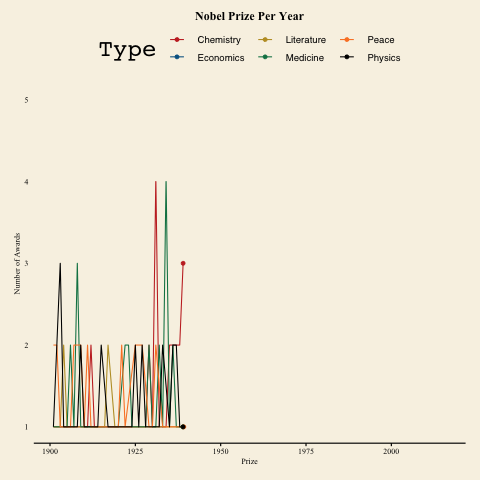 Nobel Prize Per Year
Type
Chemistry Literature Peace
Economics Medicine Physics
5
4
3
2
1
Number of Awards
1900 1925 1950 1975 2000
Prize